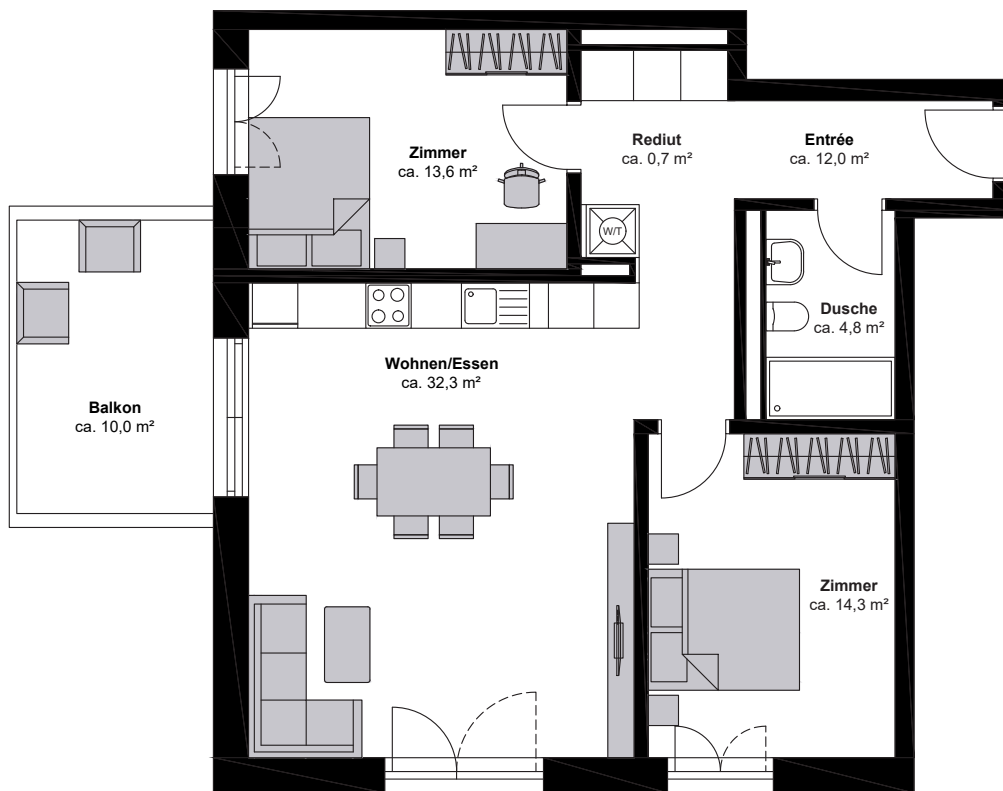 Zimmer
ca. 13,6 m²
Rediut
ca. 0,7 m²
Entrée
ca. 12,0 m²
W/T
Dusche
ca. 4,8 m²
Wohnen/Essen
ca. 32,3 m²
Balkon
ca. 10,0 m²
Zimmer
ca. 14,3 m²